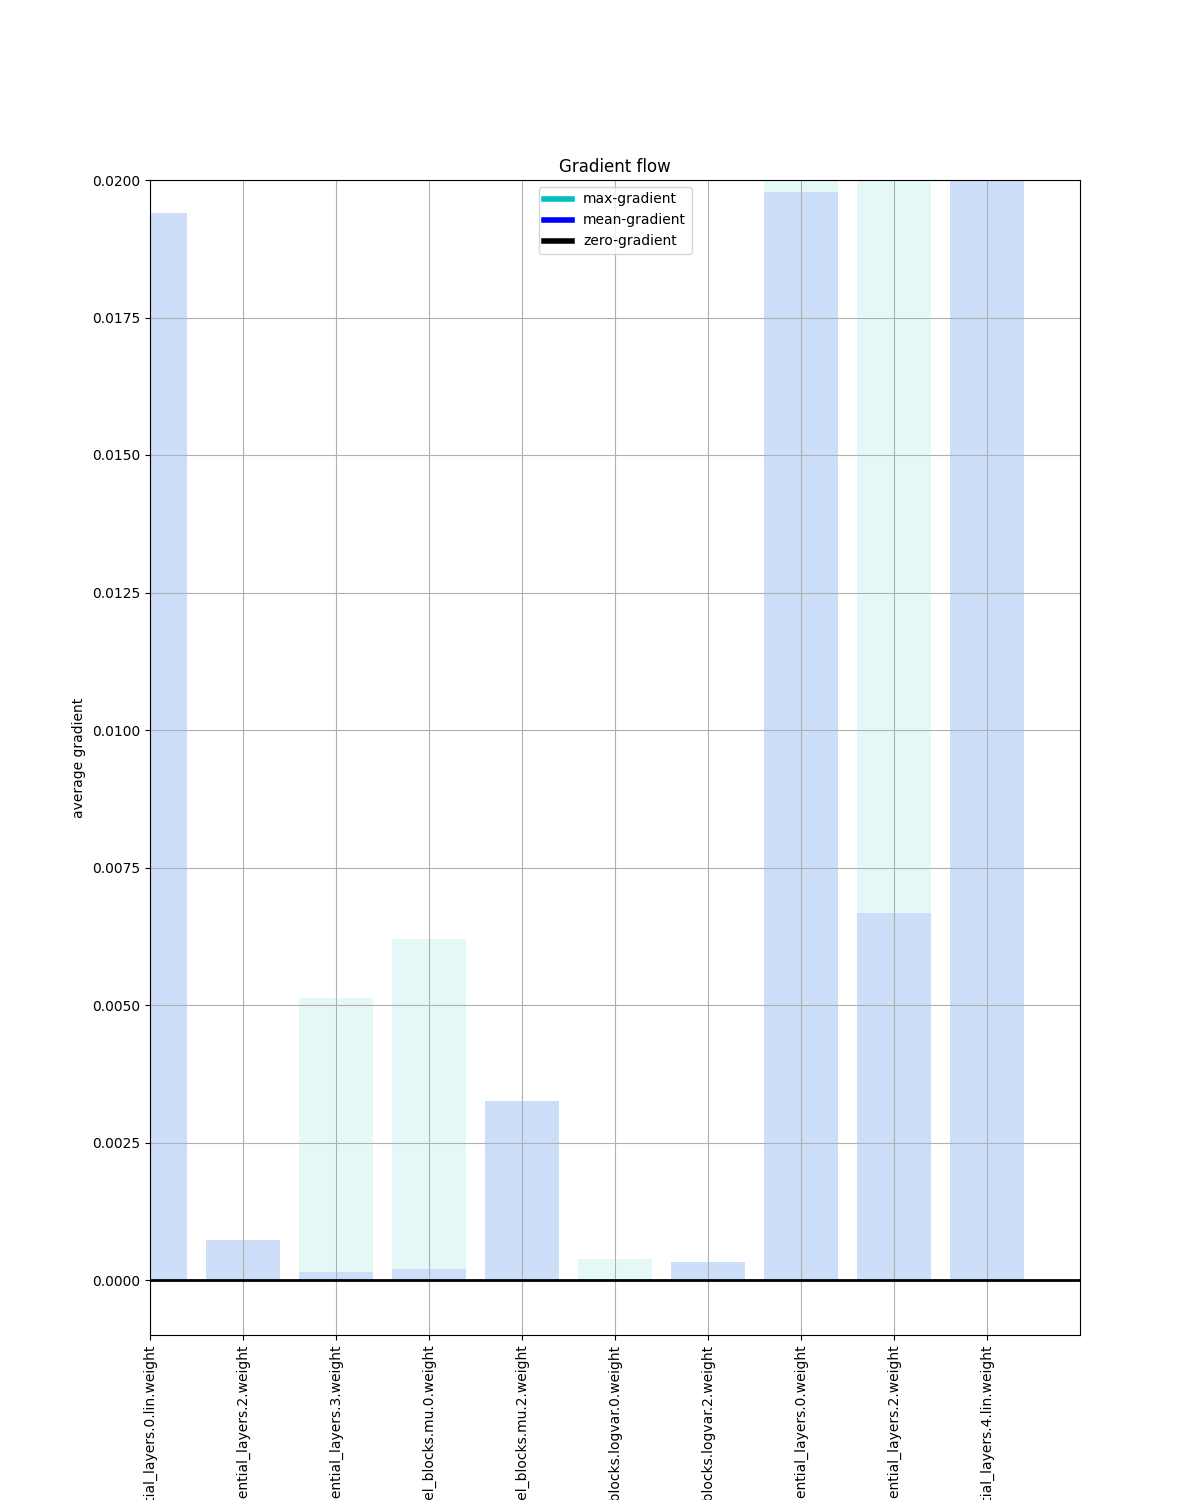 Gradient flow
max-gradient
mean-gradient
zero-gradient
0.0200
0.0175
0.0150
0.0125
0.0100
0.0075
0.0050
0.0025
0.0000
average gradient
tial_layers.0.lin.weight
ential_layers.2.weight
ential_layers.3.weight
el_blocks.mu.0.weight
el_blocks.mu.2.weight
blocks.logvar.0.weight
blocks.logvar.2.weight
ential_layers.0.weight
ential_layers.2.weight
tial_layers.4.lin.weight